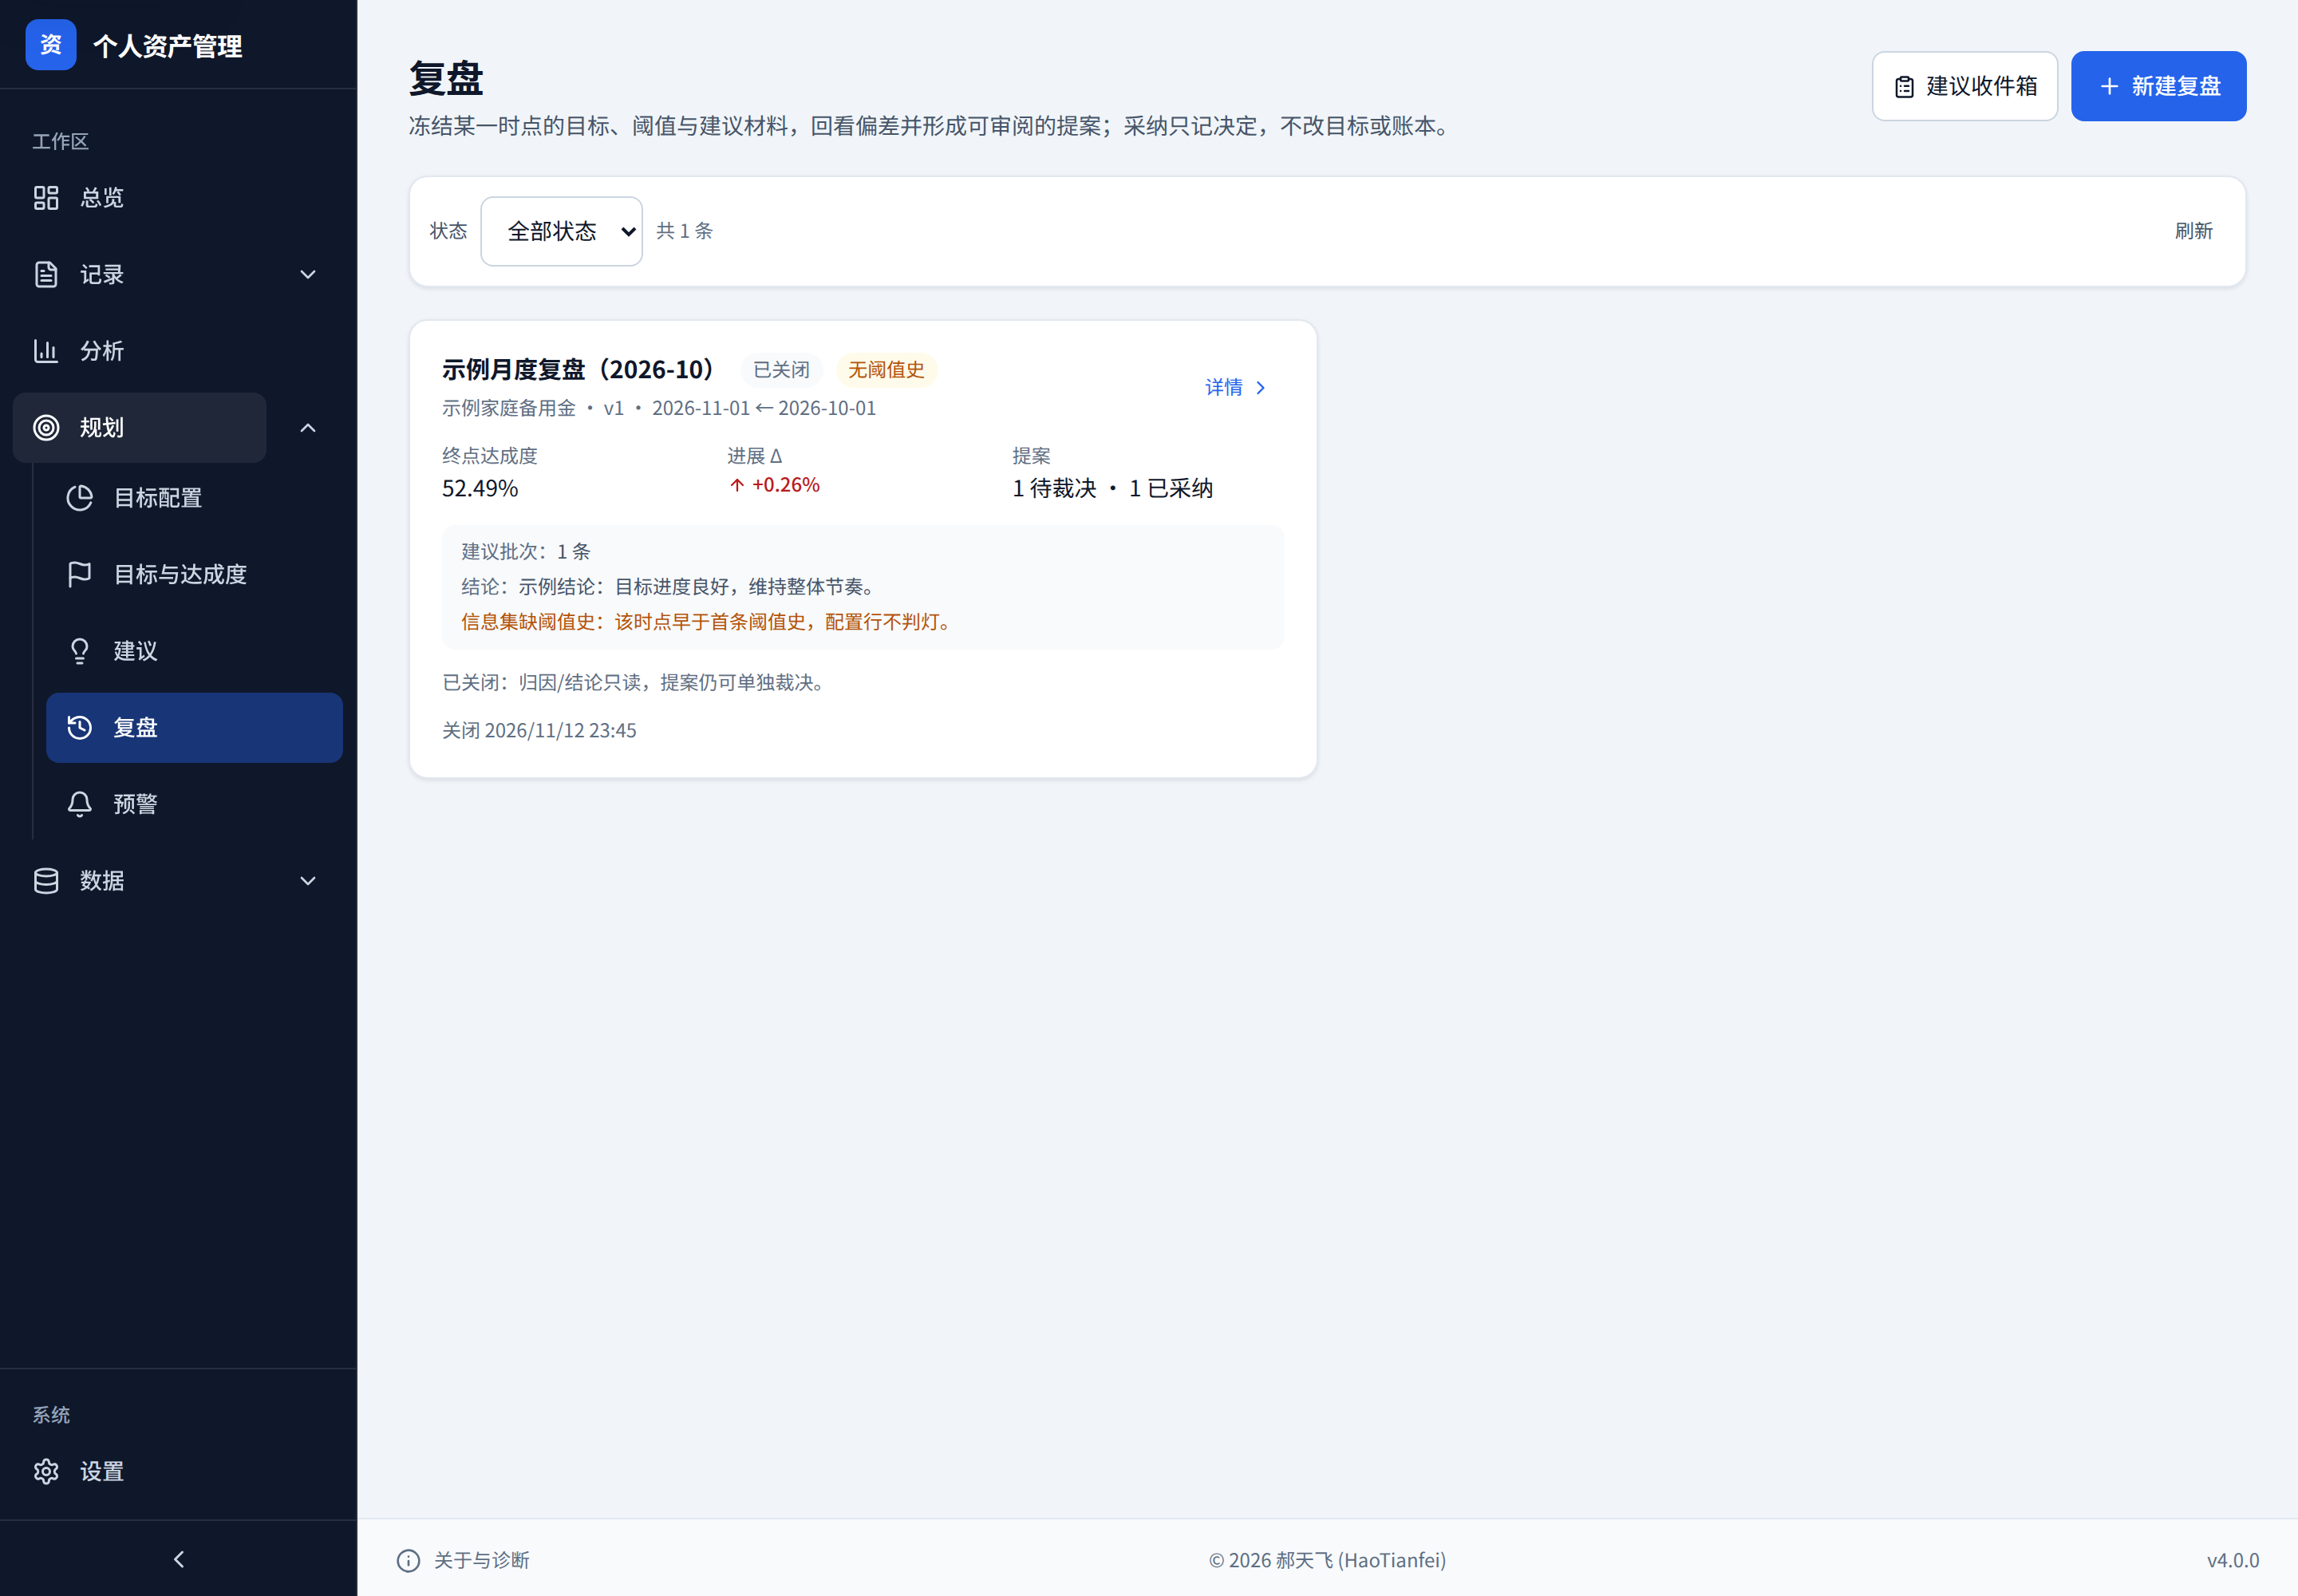 资 个人资产管理
工作区
总览
记录
分析
规划
目标配置
目标与达成度
建议
复盘
预警
数据
系统
设置
复盘
冻结某一时点的目标、阈值与建议材料，回看偏差并形成可审阅的提案；采纳只记决定，不改目标或账本。
建议收件箱
新建复盘
状态 全部状态 共 1 条 刷新
示例月度复盘（2026-10） 已关闭 无阈值史
详情
示例家庭备用金 • v1 • 2026-11-01 ← 2026-10-01
终点达成度 进展 Δ 提案
52.49% ↑ +0.26% 1 待裁决 • 1 已采纳
建议批次：1 条
结论：示例结论：目标进度良好，维持整体节奏。
信息集缺阈值史：该时点早于首条阈值史，配置行不判灯。
已关闭：归因/结论只读，提案仍可单独裁决。
关闭 2026/11/12 23:45
关于与诊断 © 2026 郝天飞 (HaoTianfei) v4.0.0